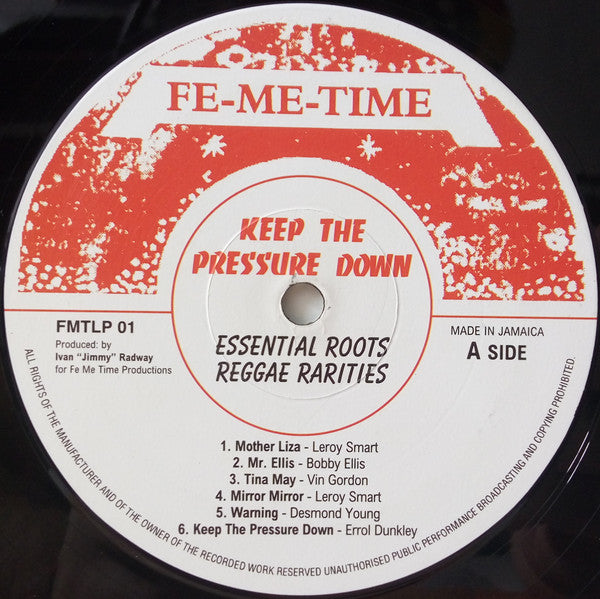 FE-ME-TIME
KEEP THE
PRESSURE DOWN
ESSENTIAL ROOTS
REGGAE RARITIES
FMTLP 01
Produced by:
Ivan "Jimmy" Radway
for Fe Me Time Productions
MADE IN JAMAICA
A SIDE
1. Mother Liza - Leroy Smart
2. Mr. Ellis - Bobby Ellis
3. Tina May - Vin Gordon
4. Mirror Mirror - Leroy Smart
5. Warning - Desmond Young
6. Keep The Pressure Down - Errol Dunkley
ALL RIGHTS OF THE MANUFACTURER AND OF THE OWNER OF THE RECORDED WORK RESERVED UNAUTHORISED PUBLIC PERFORMANCE BROADCASTING AND COPYING PROHIBITED.